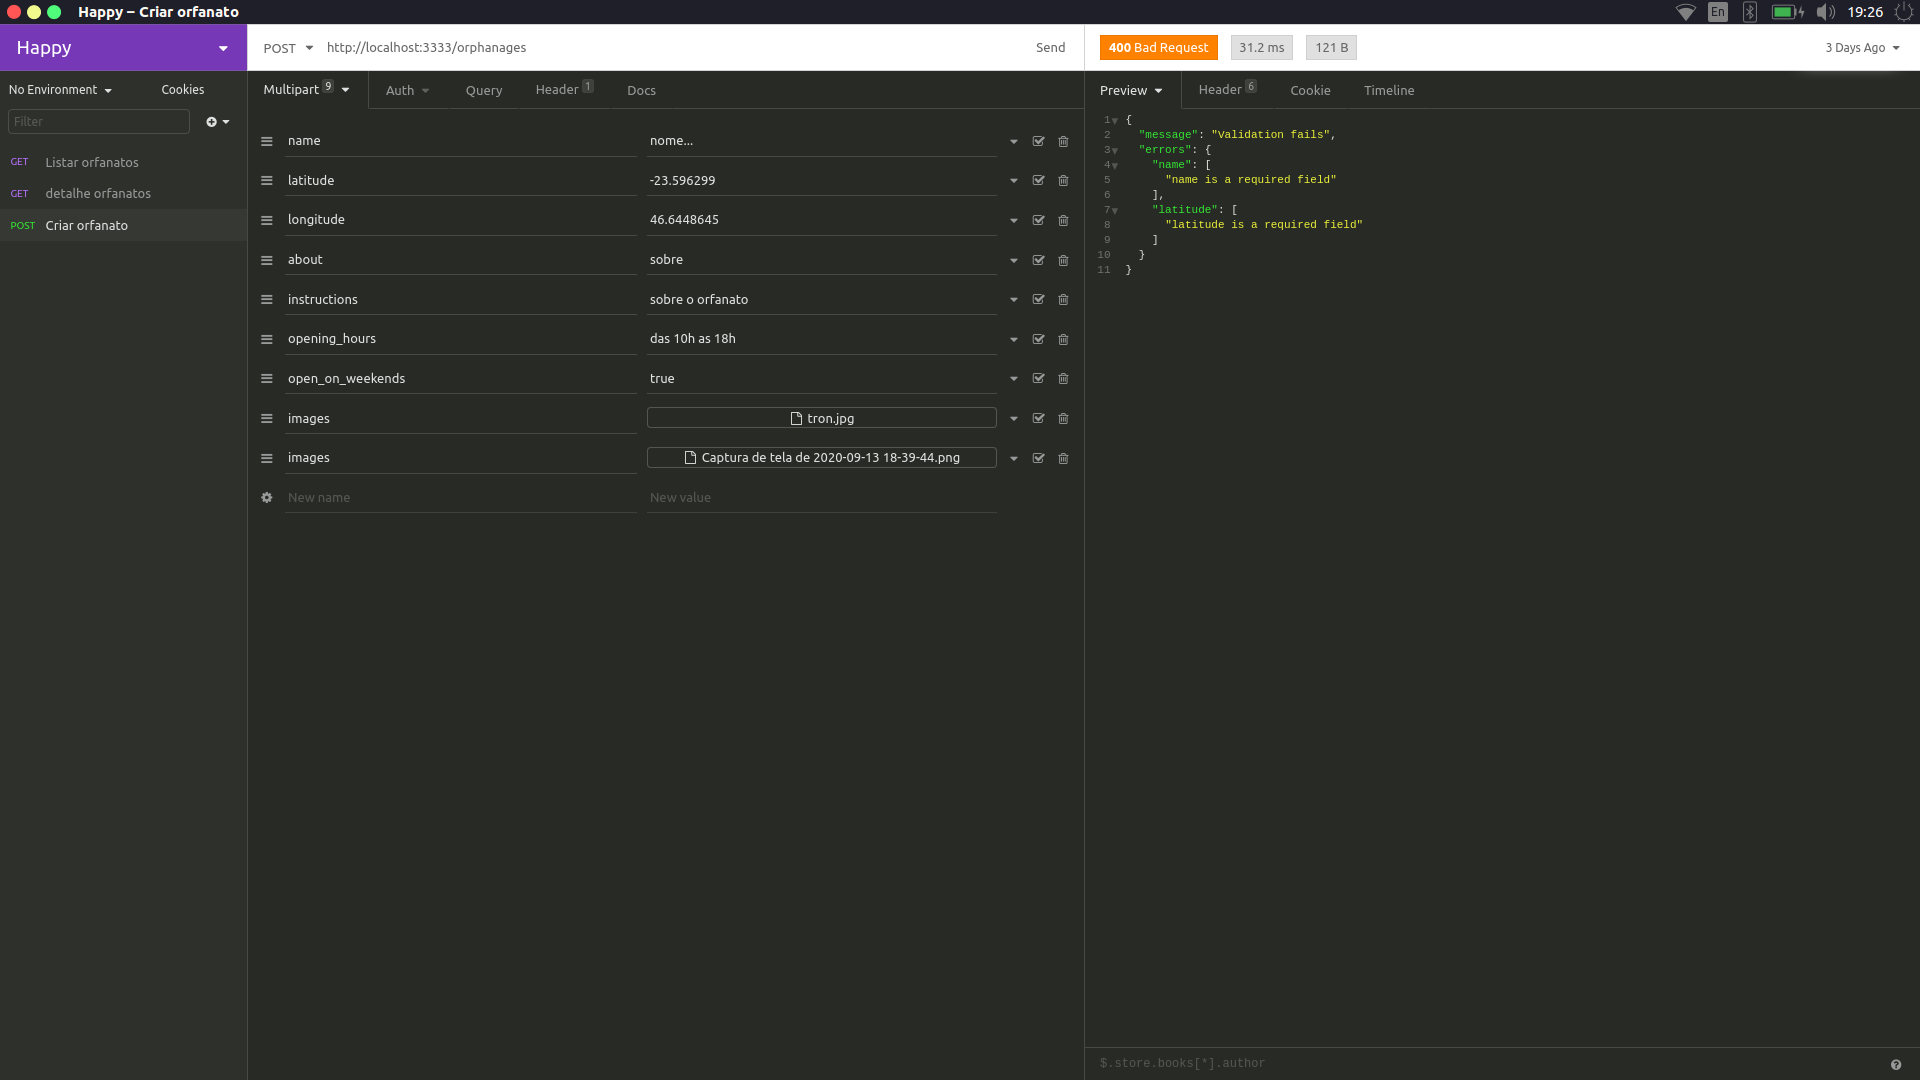 Happy – Criar orfanato
En
19:26
Happy
POST
http://localhost:3333/orphanages
Send
400 Bad Request
31.2 ms
121 B
3 Days Ago
No Environment
Cookies
Filter
GET Listar orfanatos
GET detalhe orfanatos
POST Criar orfanato
Multipart 9
Auth
Query
Header 1
Docs
name nome...
latitude -23.596299
longitude 46.6448645
about sobre
instructions sobre o orfanato
opening_hours das 10h as 18h
open_on_weekends true
images tron.jpg
images Captura de tela de 2020-09-13 18-39-44.png
New name New value
Preview
Header 6
Cookie
Timeline
1 {
2 "message": "Validation fails",
3 "errors": {
4 "name": [
5 "name is a required field"
6 ],
7 "latitude": [
8 "latitude is a required field"
9 ]
10 }
11 }
$.store.books[*].author